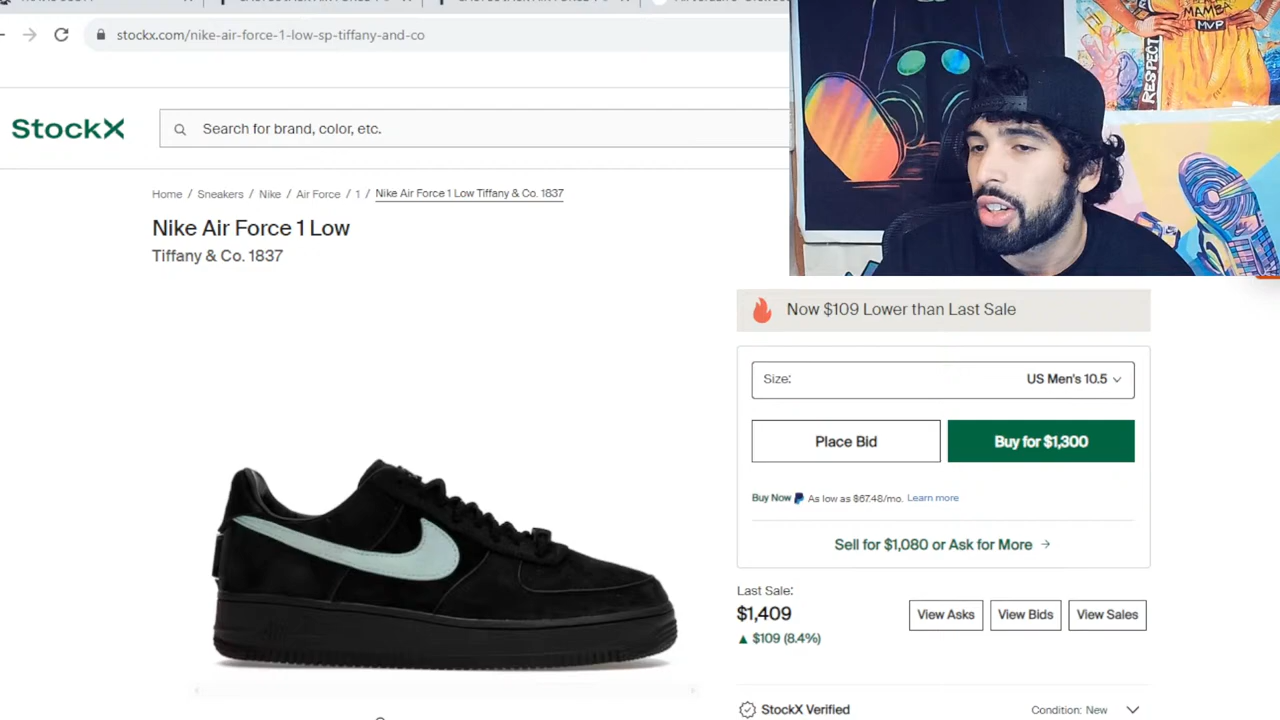 stockx.com/nike-air-force-1-low-sp-tiffany-and-co
RESPECT
MAMBA
MVP
StockX
Search for brand, color, etc.
Home / Sneakers / Nike / Air Force / 1 / Nike Air Force 1 Low Tiffany & Co. 1837
Nike Air Force 1 Low
Tiffany & Co. 1837
Now $109 Lower than Last Sale
Size: US Men's 10.5
Place Bid
Buy for $1,300
Buy Now As low as $67.48/mo. Learn more
Sell for $1,080 or Ask for More →
Last Sale:
$1,409
▲ $109 (8.4%)
View Asks
View Bids
View Sales
StockX Verified
Condition: New